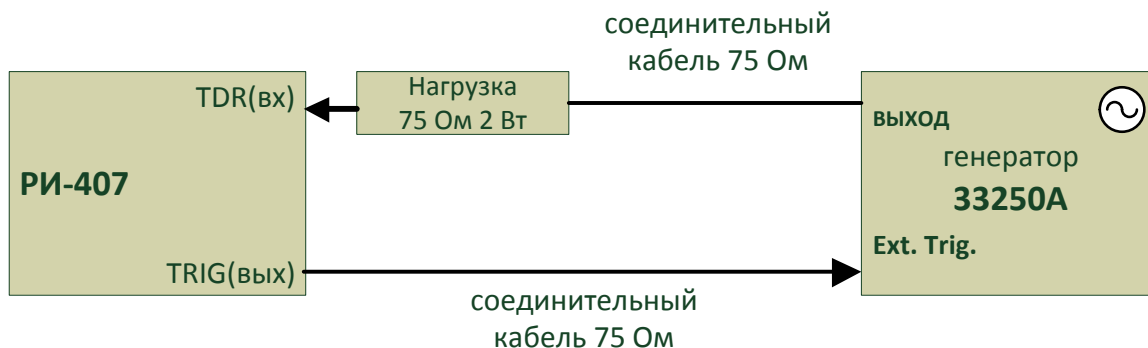 соединительный
кабель 75 Ом
TDR(вх)
Нагрузка
75 Ом 2 Вт
РИ-407
TRIG(вых)
выход
генератор
33250А
Ext. Trig.
соединительный
кабель 75 Ом